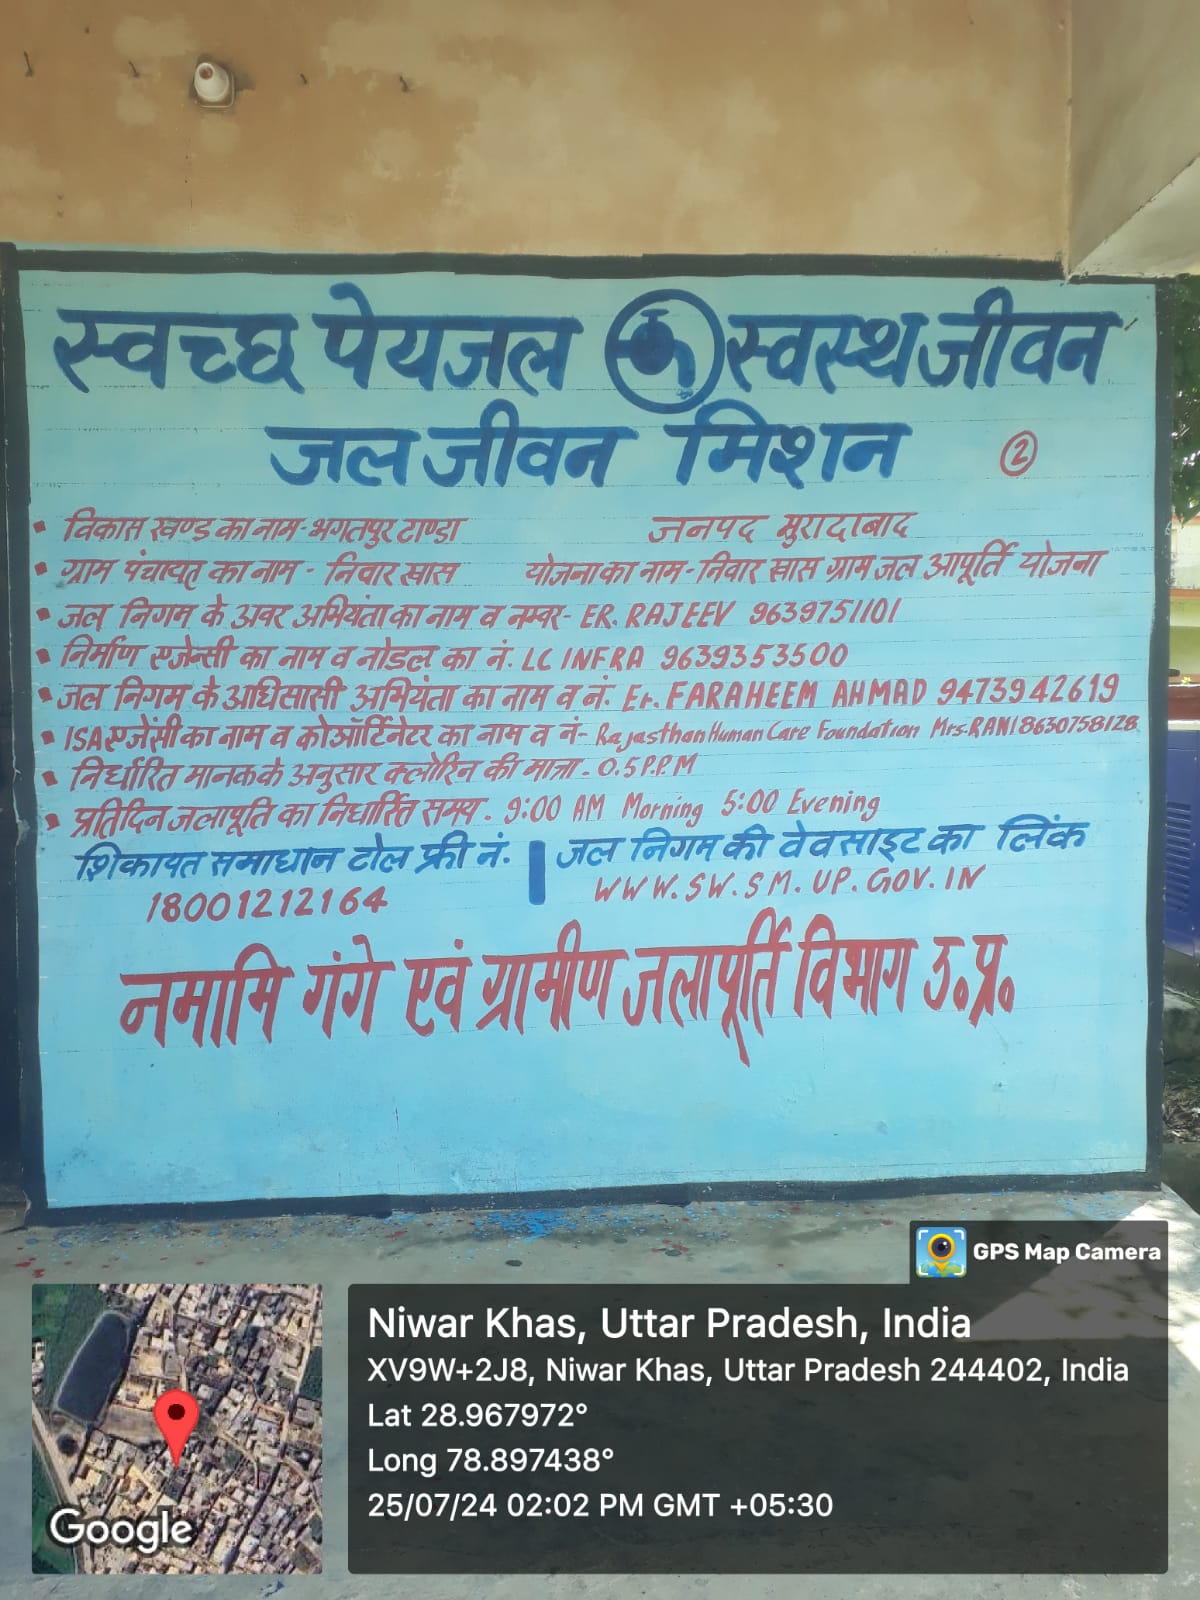 स्वच्छ पेयजल स्वस्थ जीवन
जल जीवन मिशन
2
विकास खण्ड का नाम- भगतपुर टाण्डा जनपद मुरादाबाद
ग्राम पंचायत का नाम - निवार खास योजना का नाम - निवार खास ग्राम जल आपूर्ति योजना
जल निगम के अवर अभियंता का नाम व नम्बर- ER. RAJEEV 9639751101
निर्माण एजेन्सी का नाम व नोडल का नं. LC INFRA 9639353500
जल निगम के अधिसासी अभियंता का नाम व नं. Er. FARAHEEM AHMAD 9473942619
ISA एजेंसी का नाम व कोऑर्टिनेटर का नाम व नं- Rajasthan Human Care Foundation Mrs. RANI 8630758128
निर्धारित मानक के अनुसार क्लोरिन की मात्रा - 0.5 P.P.M
प्रतिदिन जलापूति का निर्धारित समय. 9:00 AM Morning 5:00 Evening
शिकायत समाधान टोल फ्री नं. जल निगम की वेवसाइट का लिंक
18001212164 WWW.SW.SM.UP.GOV.IN
नमामि गंगे एवं ग्रामीण जलापूर्ति विभाग उ.प्र.
GPS Map Camera
Niwar Khas, Uttar Pradesh, India
XV9W+2J8, Niwar Khas, Uttar Pradesh 244402, India
Lat 28.967972°
Long 78.897438°
25/07/24 02:02 PM GMT +05:30
Google